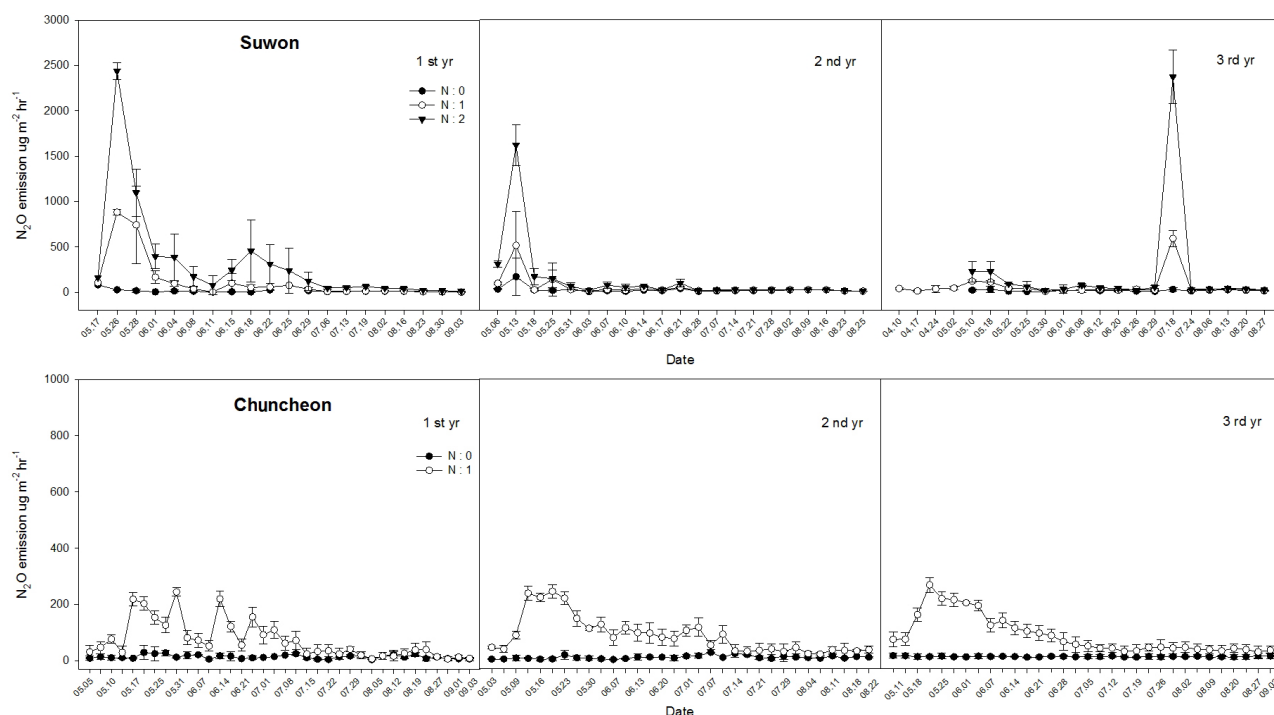 Suwon
1 st yr
N : 0
N : 1
N : 2
2 nd yr
3 rd yr
3000
2500
2000
1500
1000
500
0
N₂O emission ug m⁻² hr⁻¹
05.17 05.26 05.28 06.01 06.04 06.08 06.11 06.15 06.18 06.22 06.25 06.25 07.06 07.13 07.19 08.02 08.16 08.23 08.30 09.03
05.06 05.13 05.18 05.25 05.31 06.03 06.07 06.10 06.14 06.17 06.21 06.28 07.07 07.14 07.21 07.28 08.02 08.09 08.16 08.23 08.25
04.10 04.17 04.24 05.02 05.10 05.18 05.22 05.25 05.30 06.01 06.08 06.12 06.20 06.26 06.29 07.18 07.24 08.06 08.13 08.20 08.27
Date
Chuncheon
1 st yr
N : 0
N : 1
2 nd yr
3 rd yr
1000
800
600
400
200
0
N₂O emission ug m⁻² hr⁻¹
05.05 05.10 05.17 05.25 05.31 06.07 06.14 06.21 07.01 07.08 07.15 07.22 07.29 08.05 08.12 08.19 08.27 09.01 09.03
05.03 05.09 05.16 05.23 05.30 06.07 06.13 06.20 07.01 07.07 07.14 07.21 07.29 08.04 08.11 08.18 08.22
05.11 05.18 05.25 06.01 06.07 06.14 06.21 06.28 07.05 07.12 07.19 07.26 08.02 08.09 08.20 08.27
Date